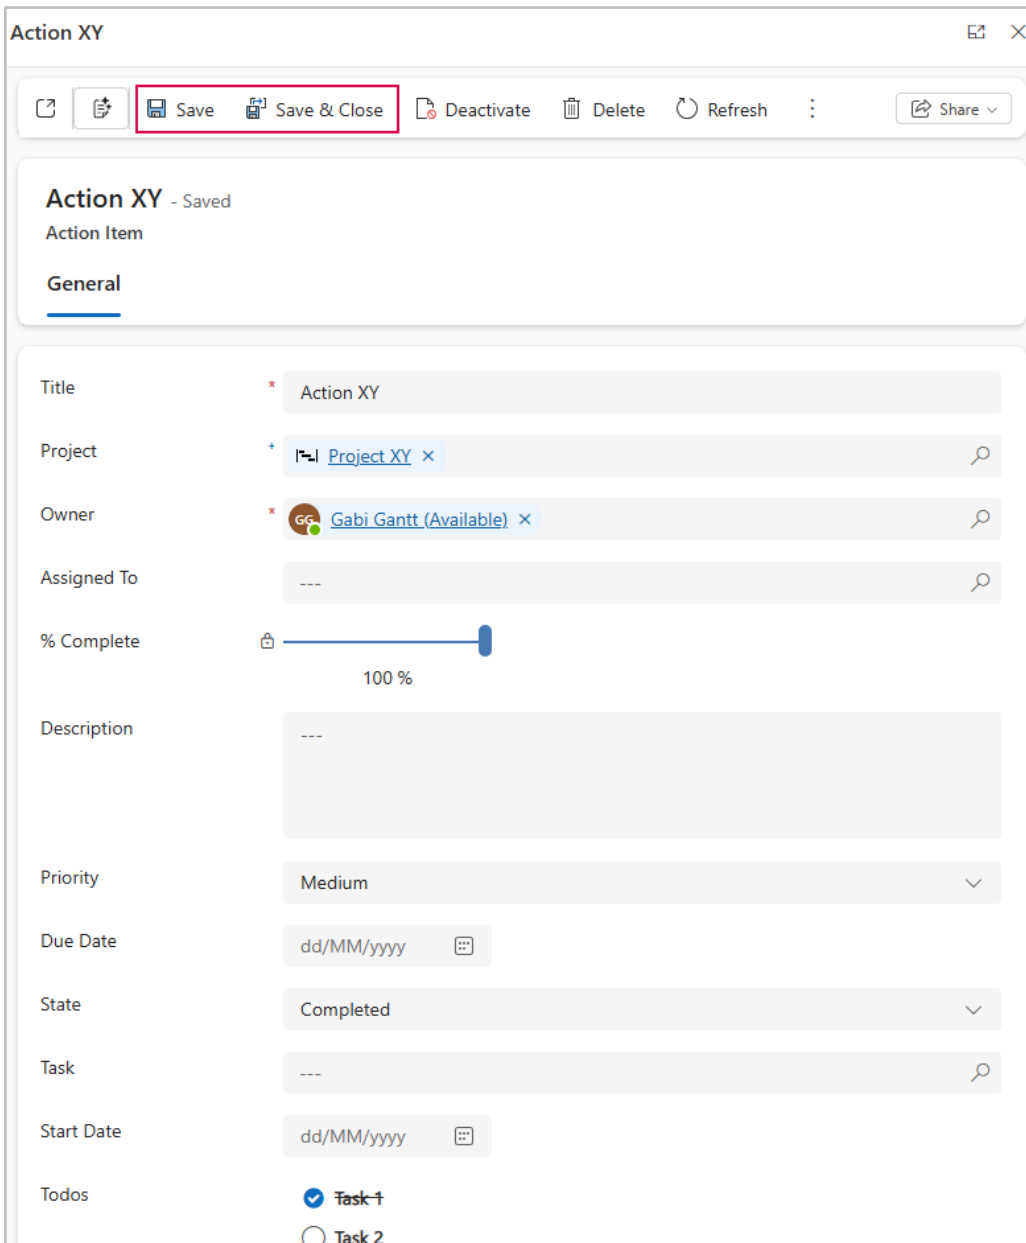 Action XY
Save Save & Close Deactivate Delete Refresh Share
Action XY - Saved
Action Item
General
Title * Action XY
Project + Project XY
Owner * GG Gabi Gantt (Available)
Assigned To ---
% Complete
100 %
Description ---
Priority Medium
Due Date dd/MM/yyyy
State Completed
Task ---
Start Date dd/MM/yyyy
Todos Task 1
Task 2